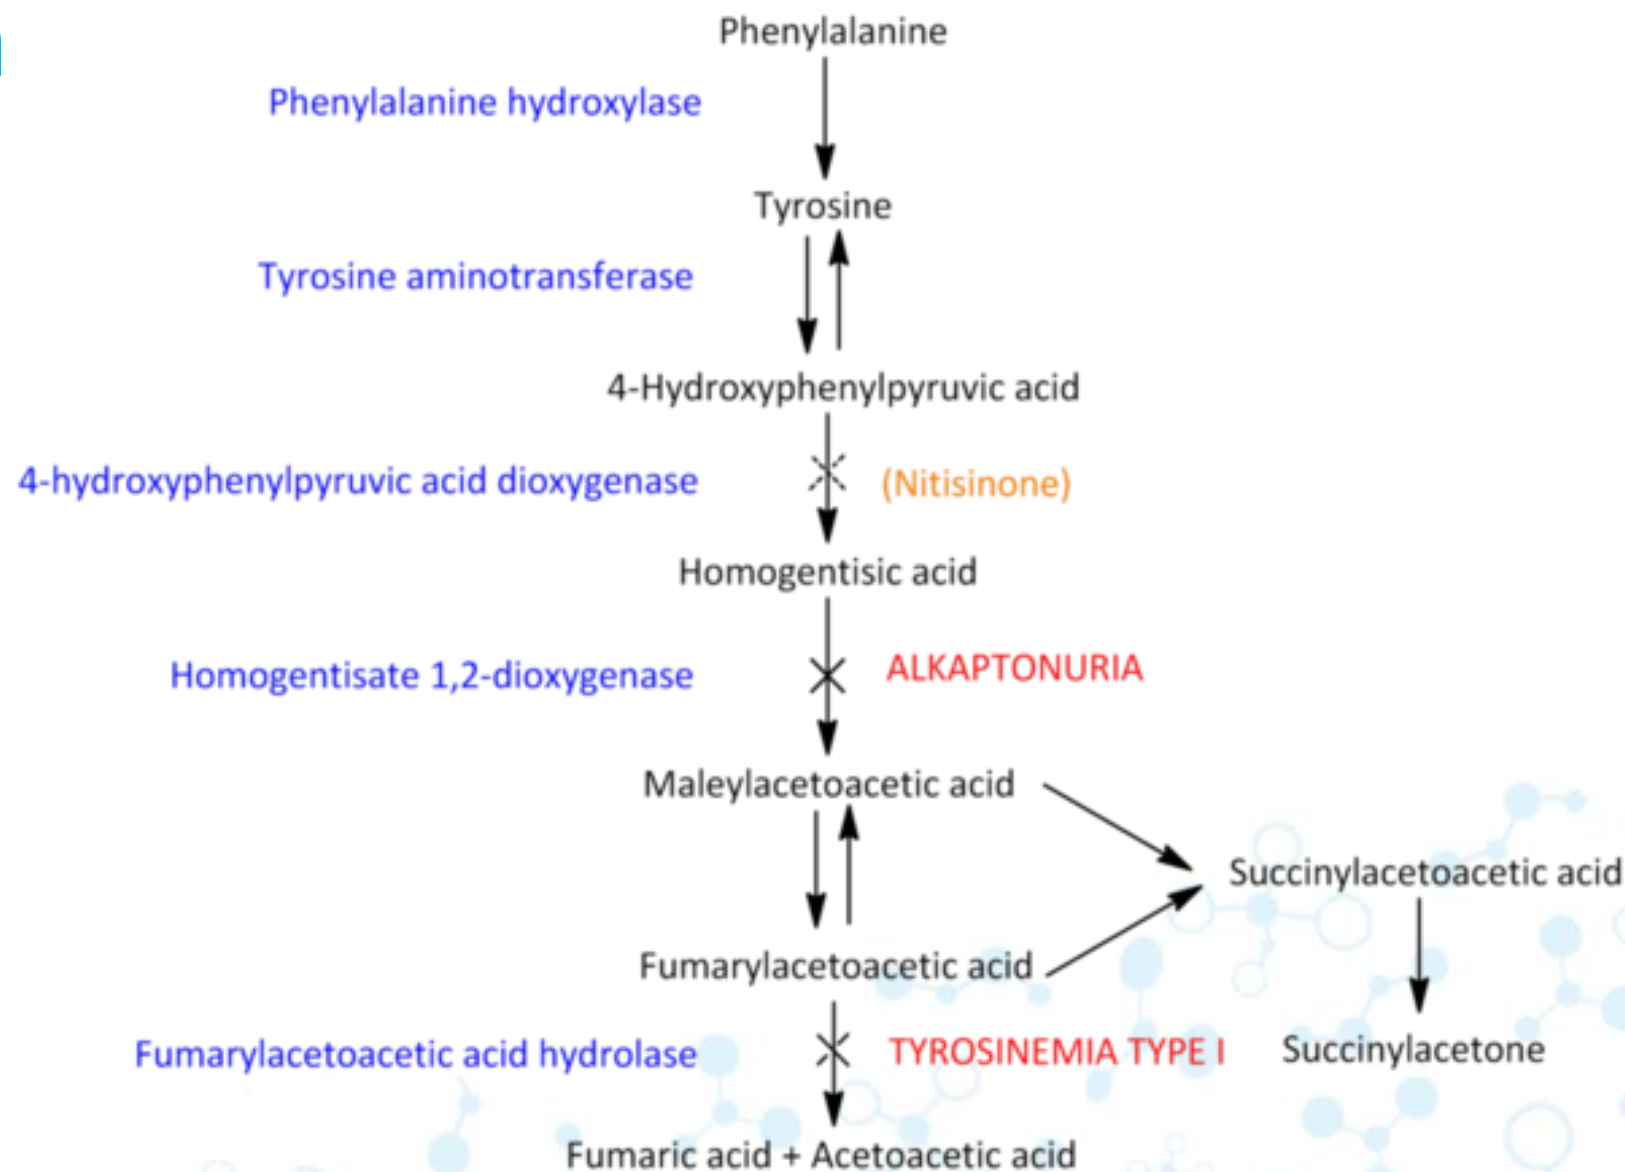 Phenylalanine
Phenylalanine hydroxylase
Tyrosine
Tyrosine aminotransferase
4-Hydroxyphenylpyruvic acid
4-hydroxyphenylpyruvic acid dioxygenase
(Nitisinone)
Homogentisic acid
Homogentisate 1,2-dioxygenase
ALKAPTONURIA
Maleylacetoacetic acid
Succinylacetoacetic acid
Fumarylacetoacetic acid
Fumarylacetoacetic acid hydrolase
TYROSINEMIA TYPE I
Succinylacetone
Fumaric acid + Acetoacetic acid